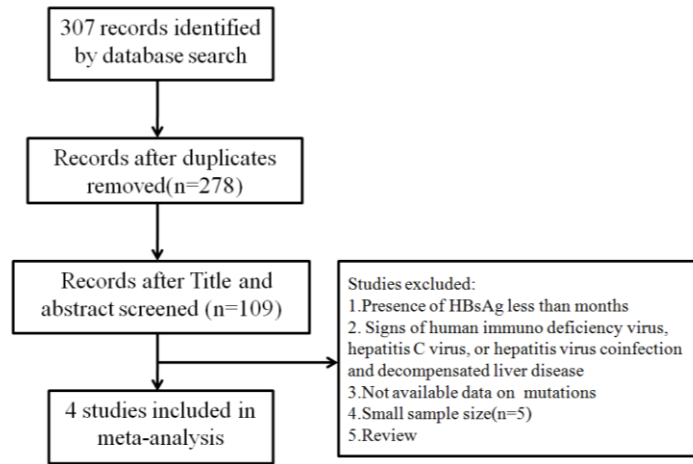 307 records identified
by database search
Records after duplicates
removed(n=278)
Records after Title and
abstract screened (n=109)
Studies excluded:
1.Presence of HBsAg less than months
2. Signs of human immuno deficiency virus,
hepatitis C virus, or hepatitis virus coinfection
and decompensated liver disease
3.Not available data on mutations
4.Small sample size(n=5)
5.Review
4 studies included in
meta-analysis